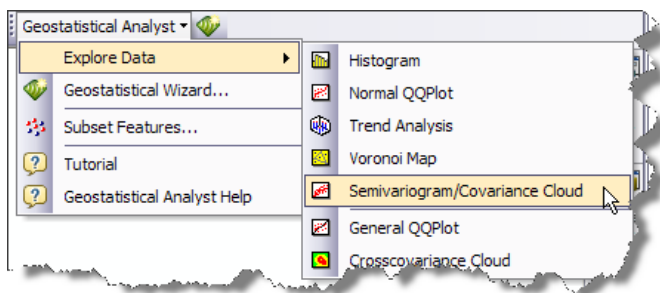 Geostatistical Analyst
Explore Data
Geostatistical Wizard...
Subset Features...
Tutorial
Geostatistical Analyst Help
Histogram
Normal QQPlot
Trend Analysis
Voronoi Map
Semivariogram/Covariance Cloud
General QQPlot
Crosscovariance Cloud